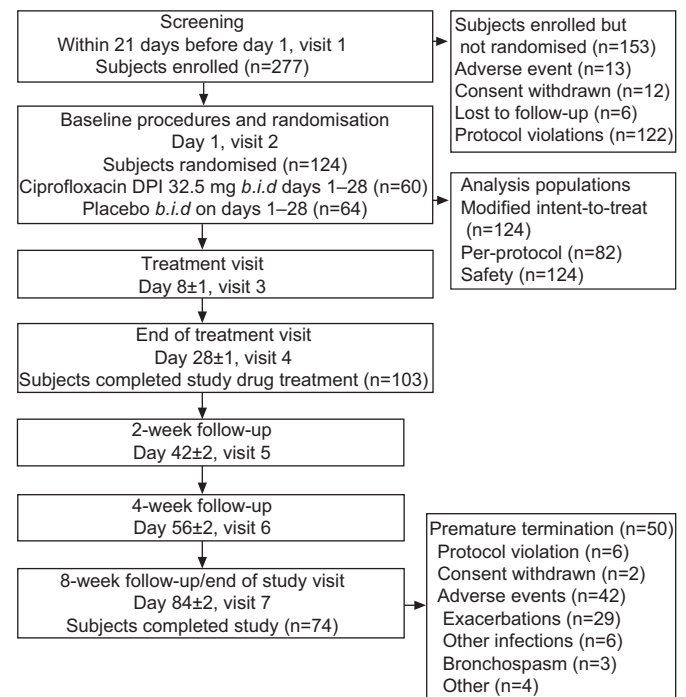 Screening
Within 21 days before day 1, visit 1
Subjects enrolled (n=277)
Subjects enrolled but
not randomised (n=153)
Adverse event (n=13)
Consent withdrawn (n=12)
Lost to follow-up (n=6)
Protocol violations (n=122)
Baseline procedures and randomisation
Day 1, visit 2
Subjects randomised (n=124)
Ciprofloxacin DPI 32.5 mg b.i.d days 1–28 (n=60)
Placebo b.i.d on days 1–28 (n=64)
Analysis populations
Modified intent-to-treat
(n=124)
Per-protocol (n=82)
Safety (n=124)
Treatment visit
Day 8±1, visit 3
End of treatment visit
Day 28±1, visit 4
Subjects completed study drug treatment (n=103)
2-week follow-up
Day 42±2, visit 5
4-week follow-up
Day 56±2, visit 6
8-week follow-up/end of study visit
Day 84±2, visit 7
Subjects completed study (n=74)
Premature termination (n=50)
Protocol violation (n=6)
Consent withdrawn (n=2)
Adverse events (n=42)
Exacerbations (n=29)
Other infections (n=6)
Bronchospasm (n=3)
Other (n=4)